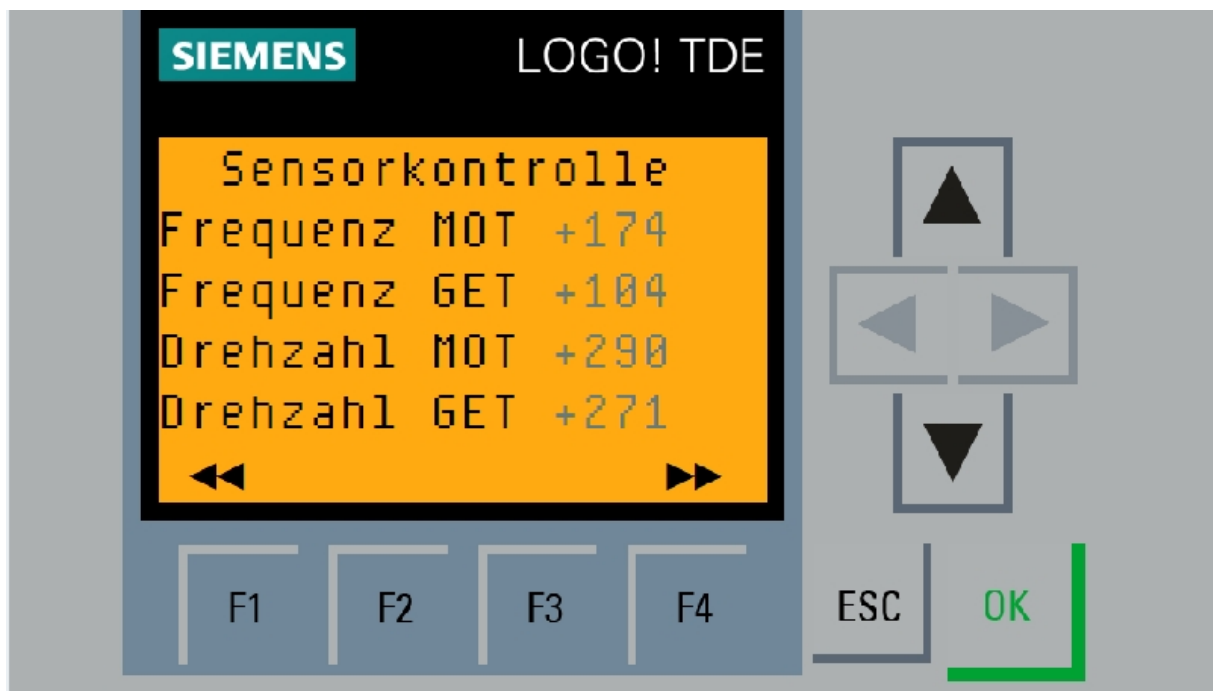 SIEMENS LOGO! TDE
Sensorkontrolle
Frequenz MOT +174
Frequenz GET +104
Drehzahl MOT +290
Drehzahl GET +271
F1 F2 F3 F4 ESC OK